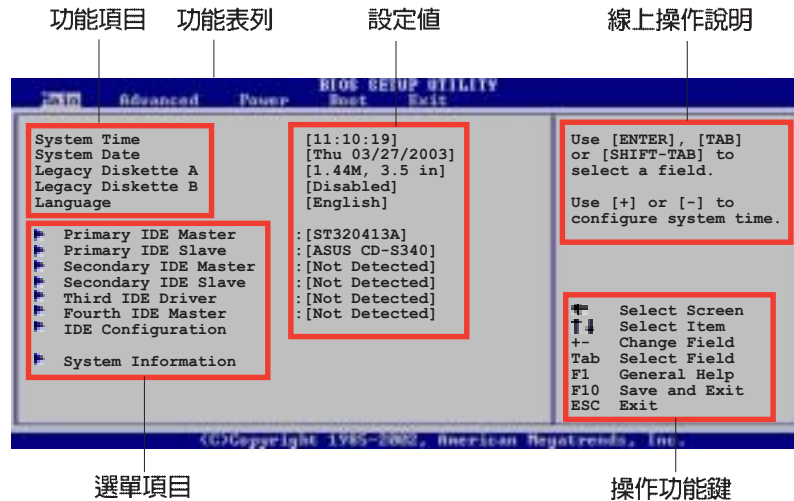 功能項目 功能表列 設定值 線上操作說明
BIOS SETUP UTILITY
Main Advanced Power Boot Exit
System Time [11:10:19]
System Date [Thu 03/27/2003]
Legacy Diskette A [1.44M, 3.5 in]
Legacy Diskette B [Disabled]
Language [English]
Primary IDE Master :[ST320413A]
Primary IDE Slave :[ASUS CD-S340]
Secondary IDE Master :[Not Detected]
Secondary IDE Slave :[Not Detected]
Third IDE Driver :[Not Detected]
Fourth IDE Master :[Not Detected]
IDE Configuration
System Information
Use [ENTER], [TAB]
or [SHIFT-TAB] to
select a field.
Use [+] or [-] to
configure system time.
Select Screen
↑↓ Select Item
+- Change Field
Tab Select Field
F1 General Help
F10 Save and Exit
ESC Exit
(C)Copyright 1985-2002, American Megatrends, Inc.
選單項目 操作功能鍵